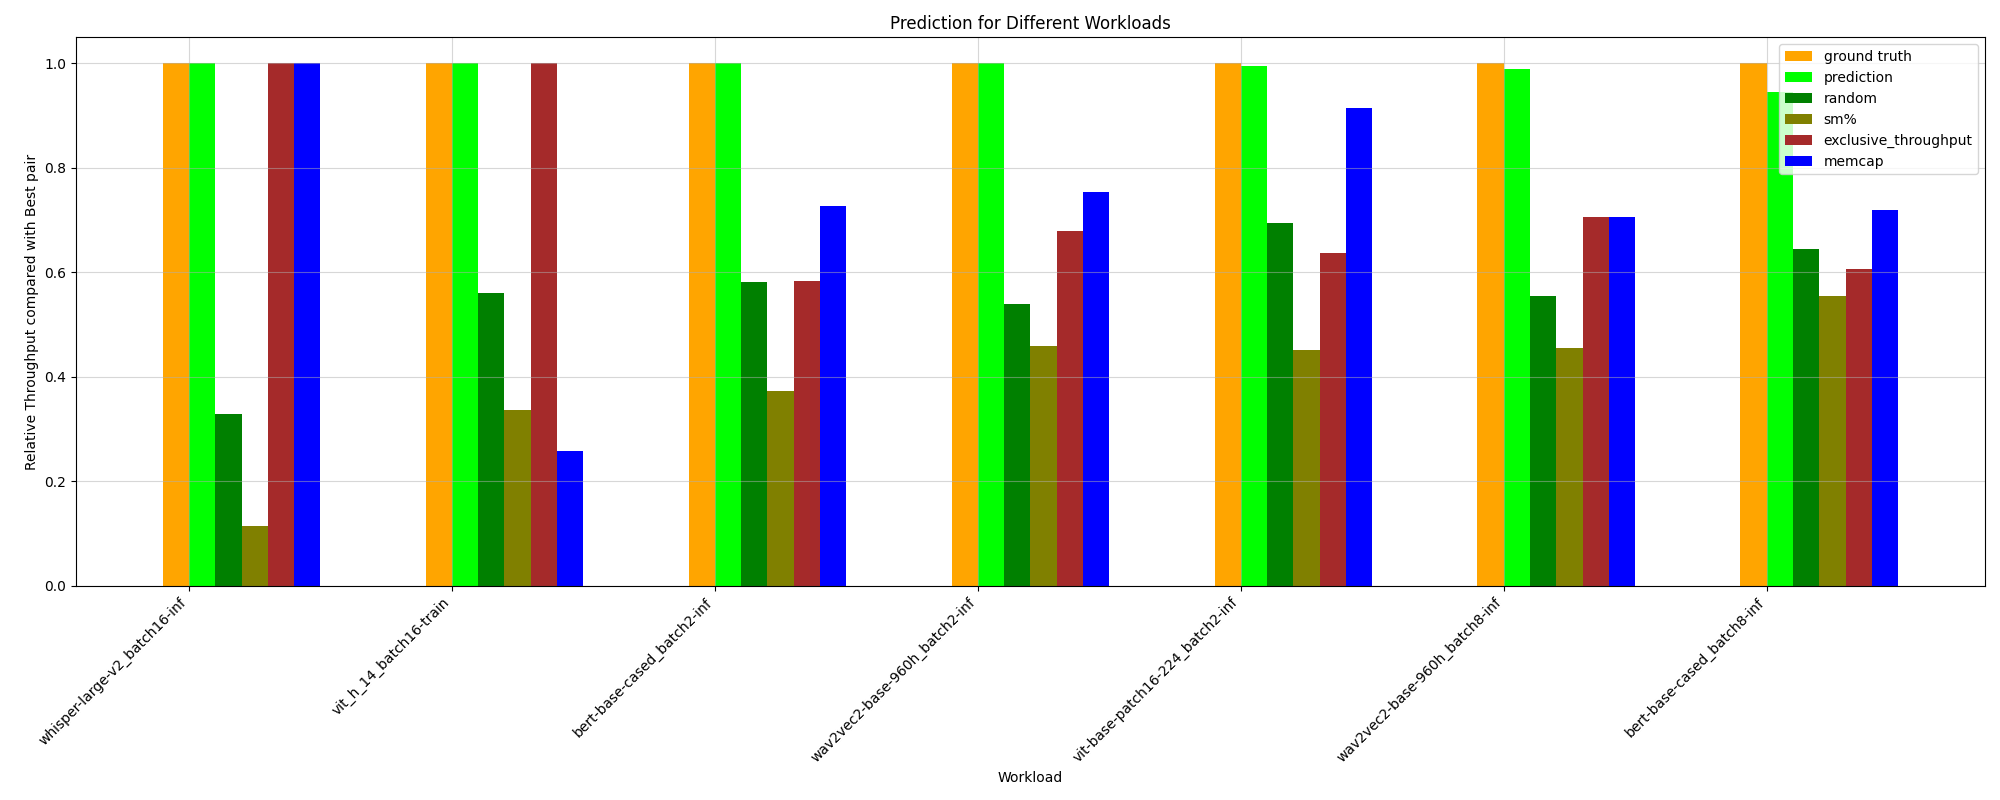 Prediction for Different Workloads
Relative Throughput compared with Best pair
1.0
0.8
0.6
0.4
0.2
0.0
ground truth
prediction
random
sm%
exclusive_throughput
memcap
whisper-large-v2_batch16-inf
vit_h_14_batch16-train
bert-base-cased_batch2-inf
wav2vec2-base-960h_batch2-inf
vit-base-patch16-224_batch2-inf
wav2vec2-base-960h_batch8-inf
bert-base-cased_batch8-inf
Workload